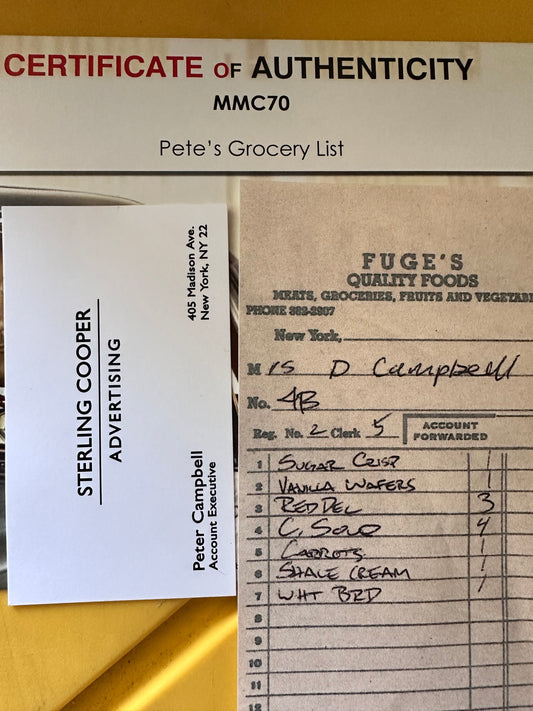 CERTIFICATE OF AUTHENTICITY
MMC70
Pete's Grocery List
STERLING COOPER
ADVERTISING
Peter Campbell
Account Executive
405 Madison Ave.
New York, NY 22
FUGE'S
QUALITY FOODS
MEATS, GROCERIES, FRUITS AND VEGETAB
PHONE 382-2907
New York,
Mrs D Campbell
No. 4B
Reg. No. 2 Clerk 5 ACCOUNT FORWARDED
1 SUGAR CRISP 1
2 VANILLA WAFERS 1
3 RED DEL 3
4 C. SOUP 4
5 CARROTS 1
6 SHAVE CREAM 1
7 WHT BRD 1
8
9
10
11
12